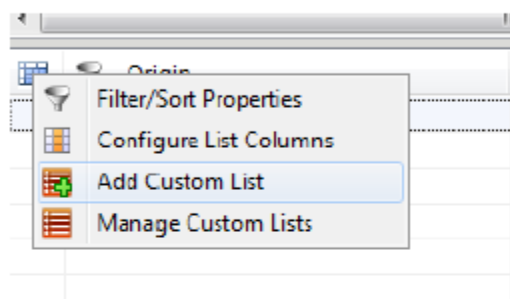 Origin
Filter/Sort Properties
Configure List Columns
Add Custom List
Manage Custom Lists